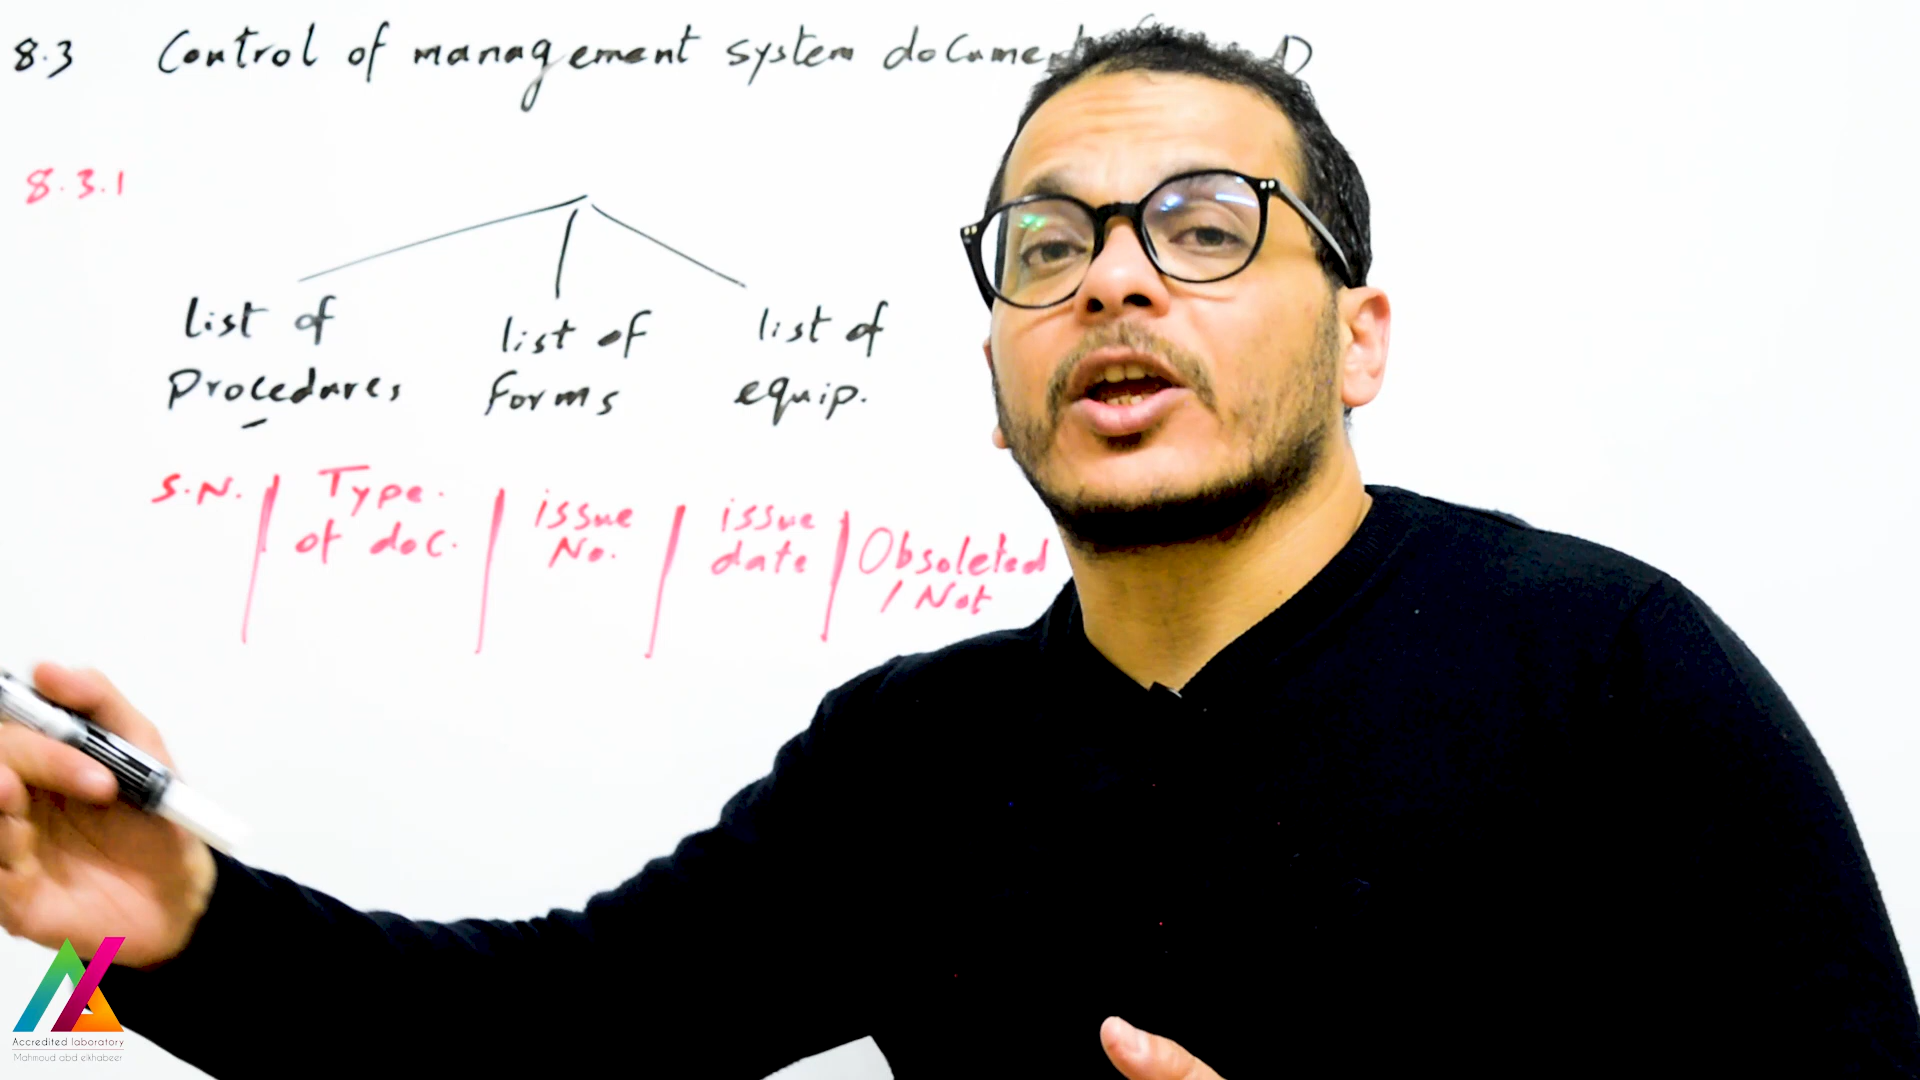 8.3 Control of management system
D
8.3.1
list of
Procedures
list of
forms
list of
equip.
S.N.
Type.
of doc.
issue
No.
issue
date
Obsoleted
/ Not
Accredited laboratory
Mahmoud abd elkhabeer